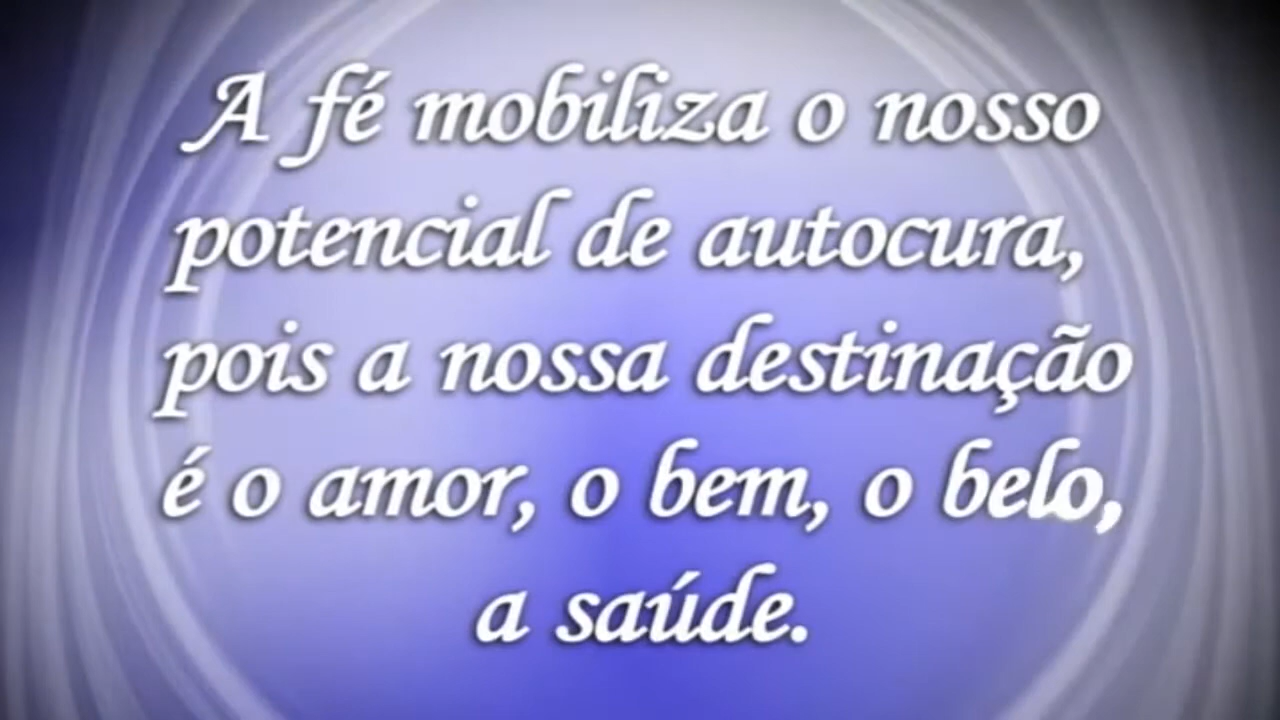 A fé mobiliza o nosso
potencial de autocura,
pois a nossa destinação
é o amor, o bem, o belo,
a saúde.